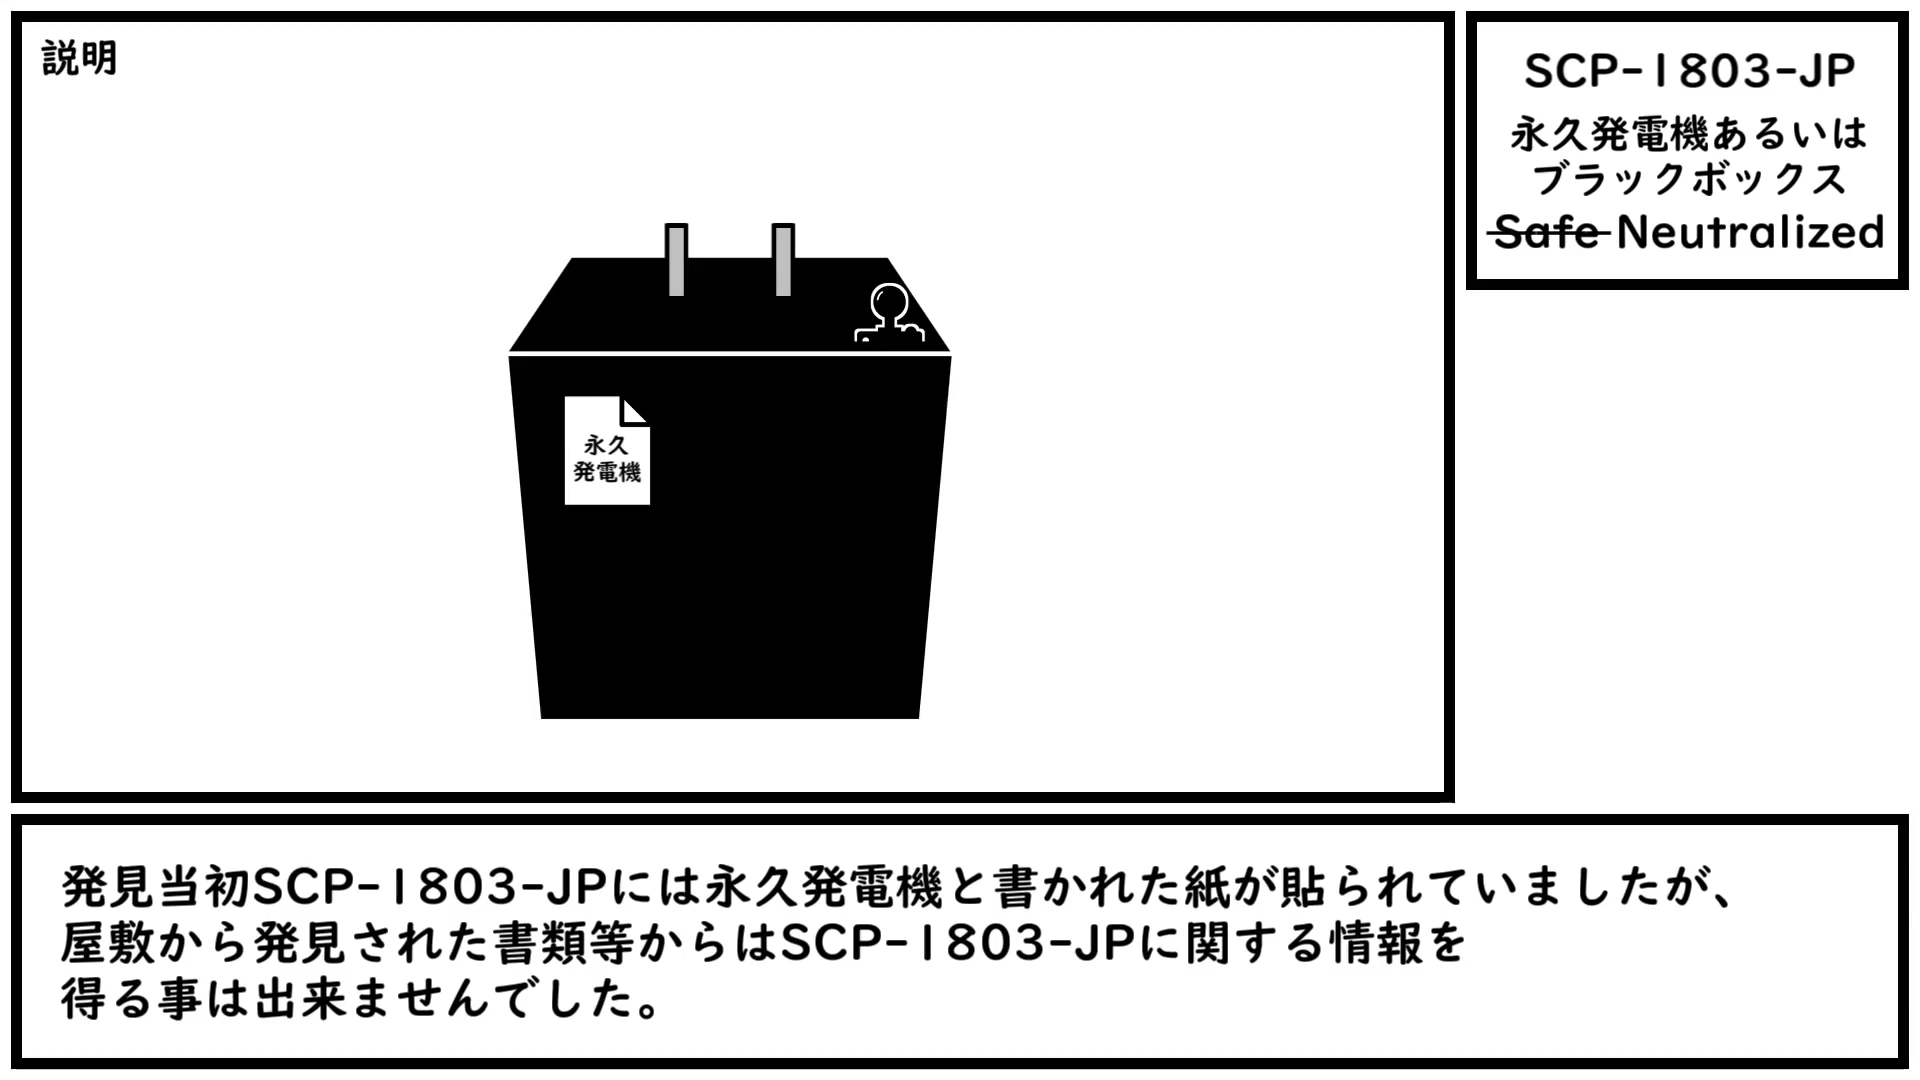 説明
SCP-1803-JP
永久発電機あるいは
ブラックボックス
Safe Neutralized
永久
発電機
発見当初SCP-1803-JPには永久発電機と書かれた紙が貼られていましたが、
屋敷から発見された書類等からはSCP-1803-JPに関する情報を
得る事は出来ませんでした。